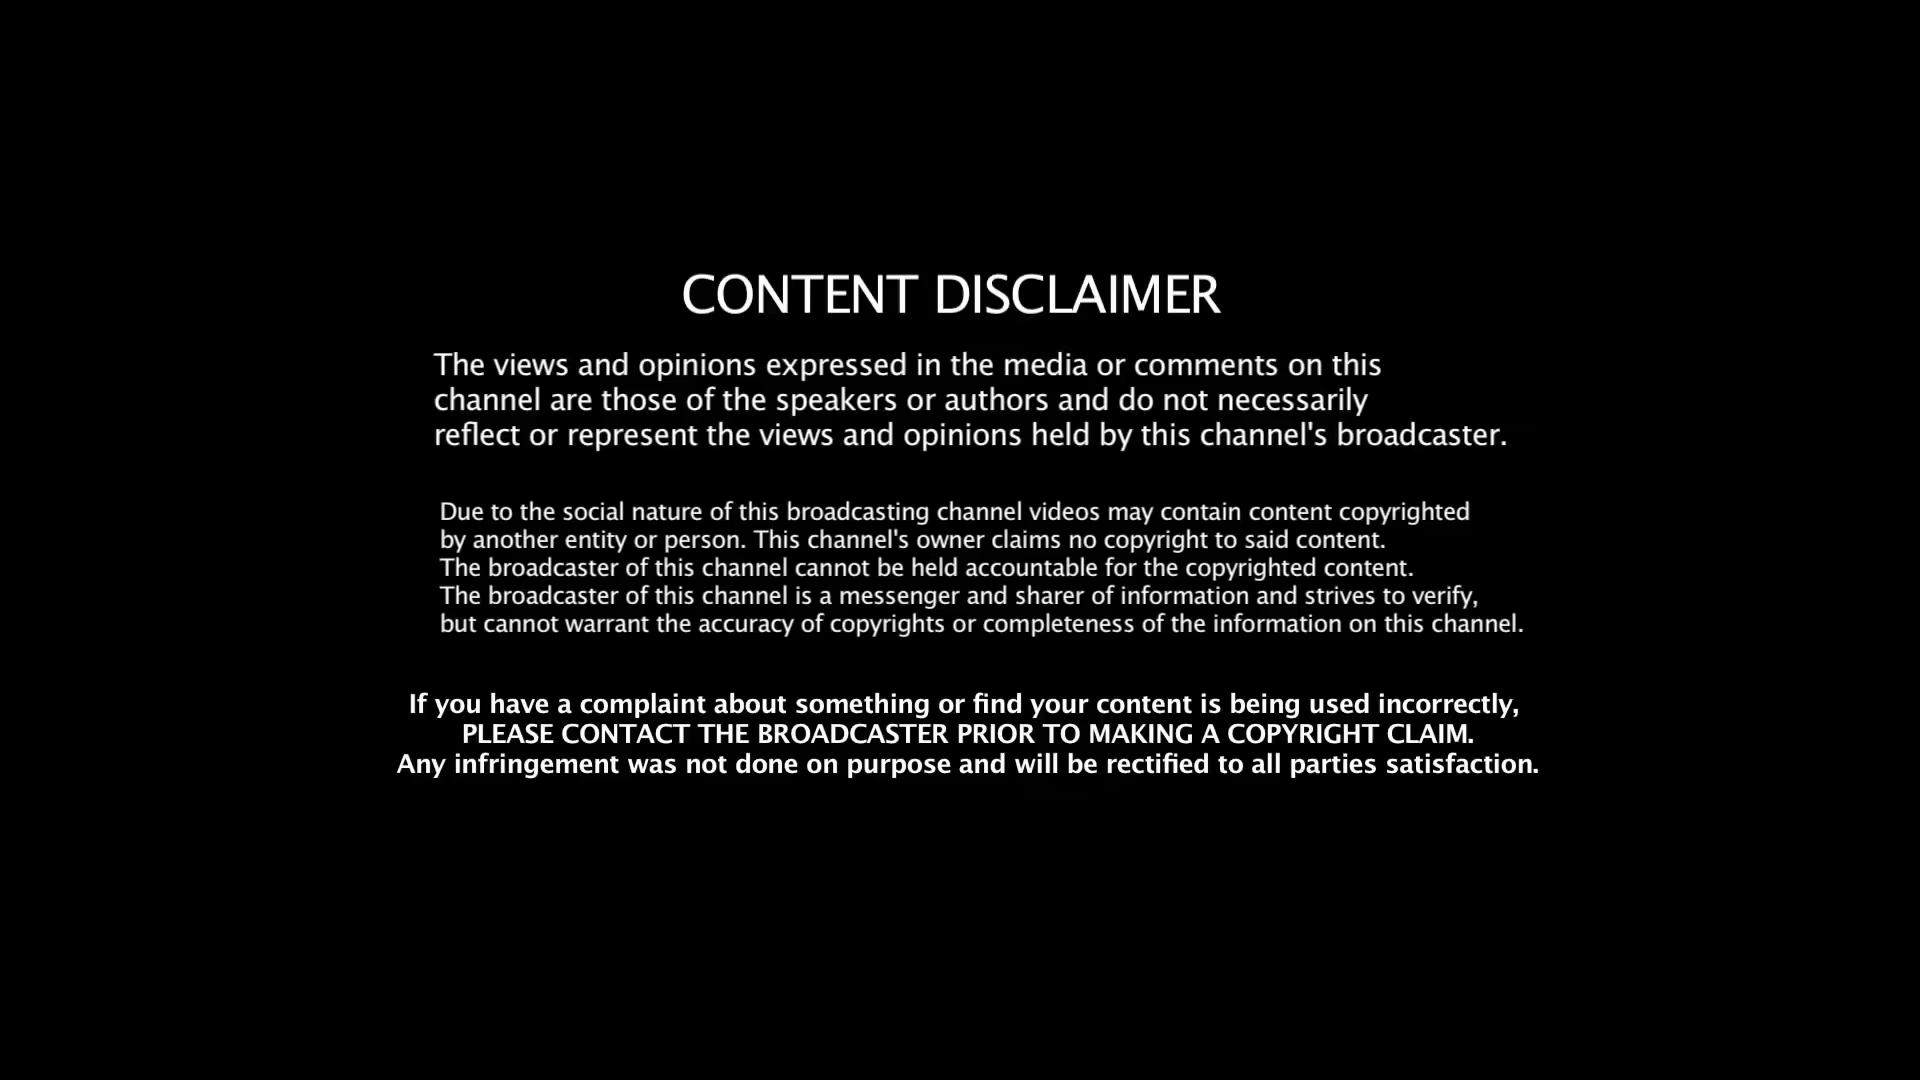 CONTENT DISCLAIMER
The views and opinions expressed in the media or comments on this
channel are those of the speakers or authors and do not necessarily
reflect or represent the views and opinions held by this channel's broadcaster.
Due to the social nature of this broadcasting channel videos may contain content copyrighted
by another entity or person. This channel's owner claims no copyright to said content.
The broadcaster of this channel cannot be held accountable for the copyrighted content.
The broadcaster of this channel is a messenger and sharer of information and strives to verify,
but cannot warrant the accuracy of copyrights or completeness of the information on this channel.
If you have a complaint about something or find your content is being used incorrectly,
PLEASE CONTACT THE BROADCASTER PRIOR TO MAKING A COPYRIGHT CLAIM.
Any infringement was not done on purpose and will be rectified to all parties satisfaction.